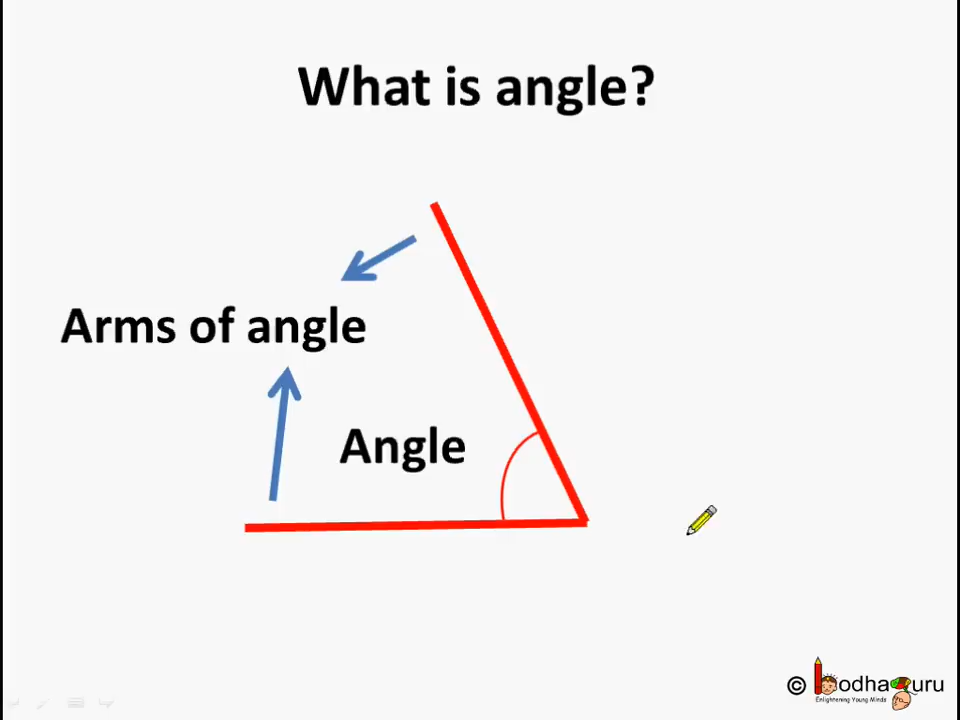 What is angle?
Arms of angle
Angle
© BodhaGuru
Enlightening Young Minds